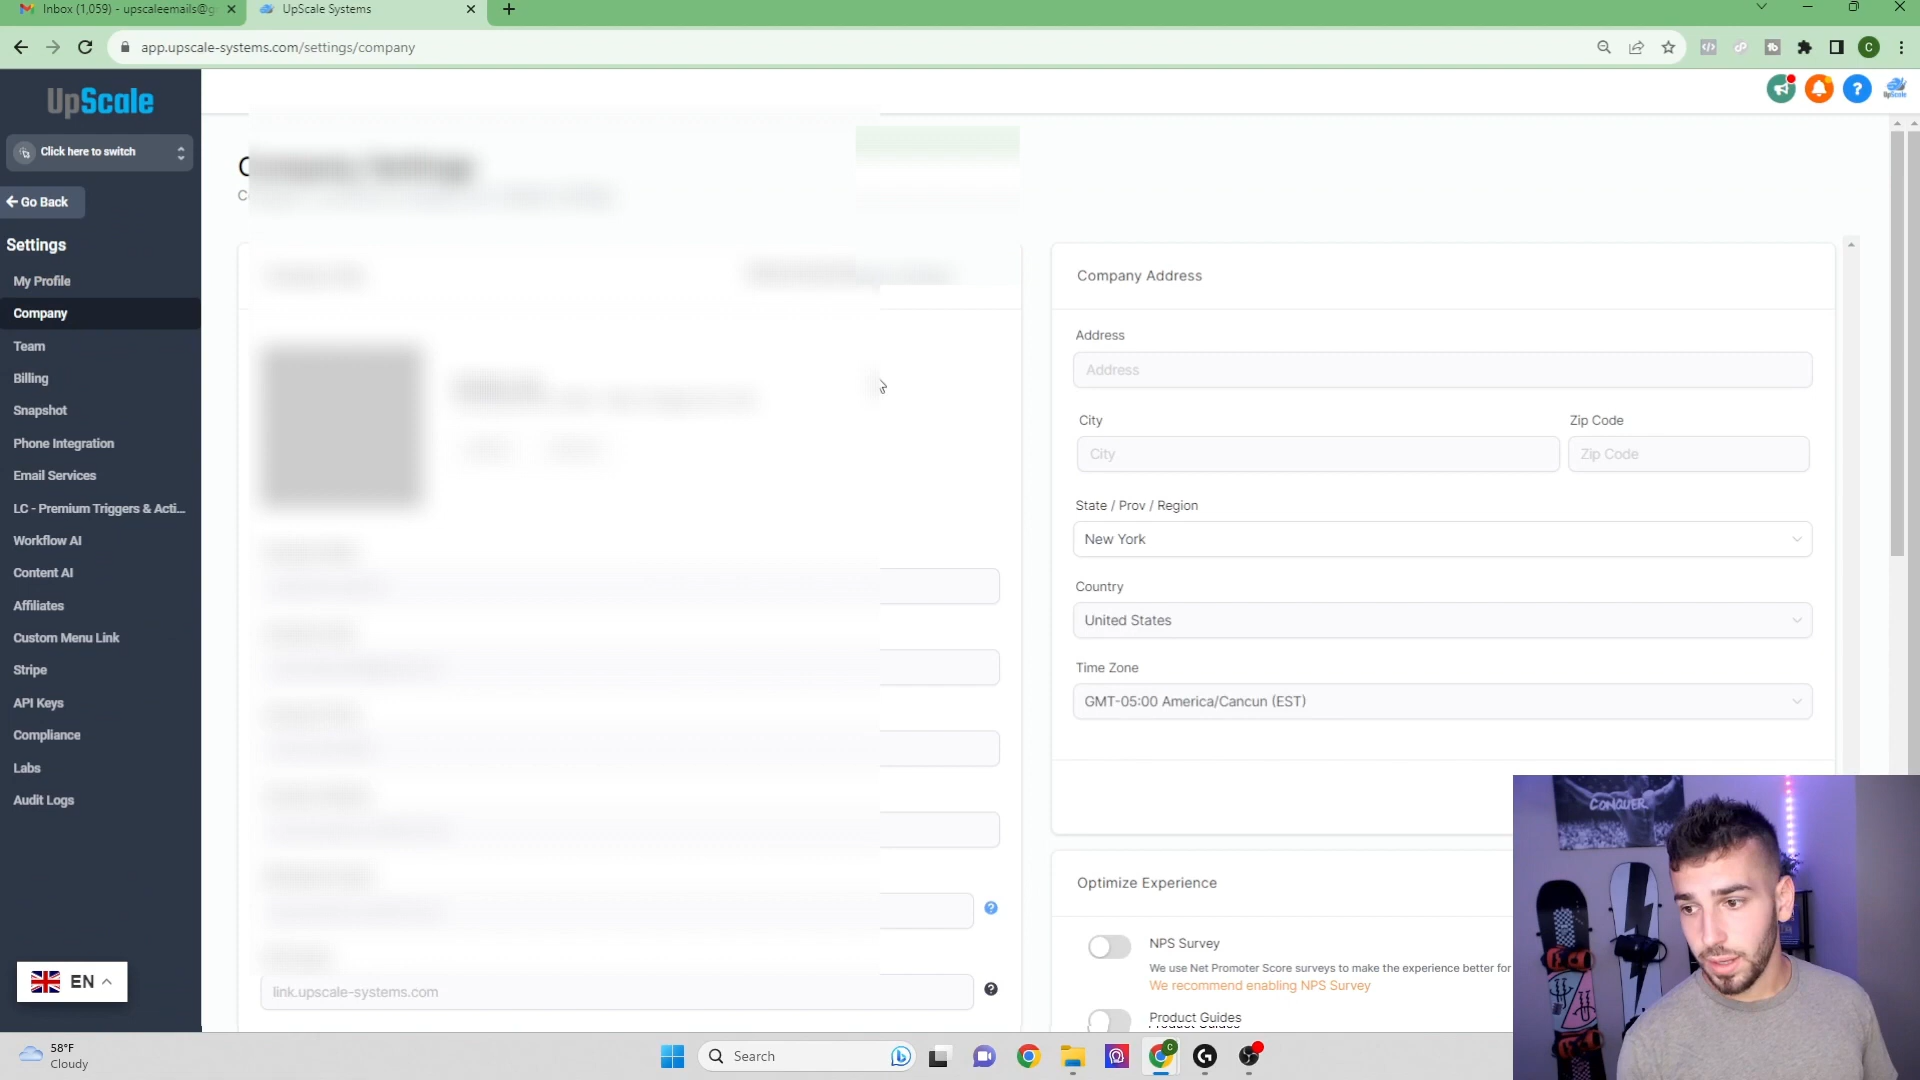 Inbox (1,059) - upscaleemails@g
UpScale Systems
app.upscale-systems.com/settings/company
UpScale
Click here to switch
Go Back
Settings
My Profile
Company
Team
Billing
Snapshot
Phone Integration
Email Services
LC - Premium Triggers & Acti...
Workflow AI
Content AI
Affiliates
Custom Menu Link
Stripe
API Keys
Compliance
Labs
Audit Logs
EN
Company Address
Address
Address
City
Zip Code
City
Zip Code
State / Prov / Region
New York
Country
United States
Time Zone
GMT-05:00 America/Cancun (EST)
Optimize Experience
NPS Survey
We use Net Promoter Score surveys to make the experience better for
We recommend enabling NPS Survey
Product Guides
link.upscale-systems.com
CONQUER
58°F
Cloudy
Search